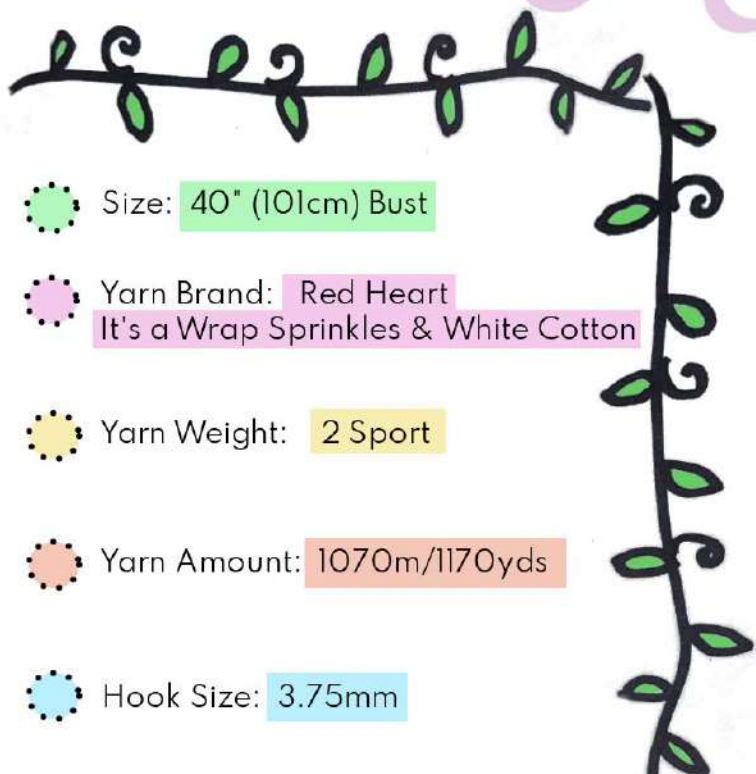 Size: 40" (101cm) Bust
Yarn Brand: Red Heart
It's a Wrap Sprinkles & White Cotton
Yarn Weight: 2 Sport
Yarn Amount: 1070m/1170yds
Hook Size: 3.75mm